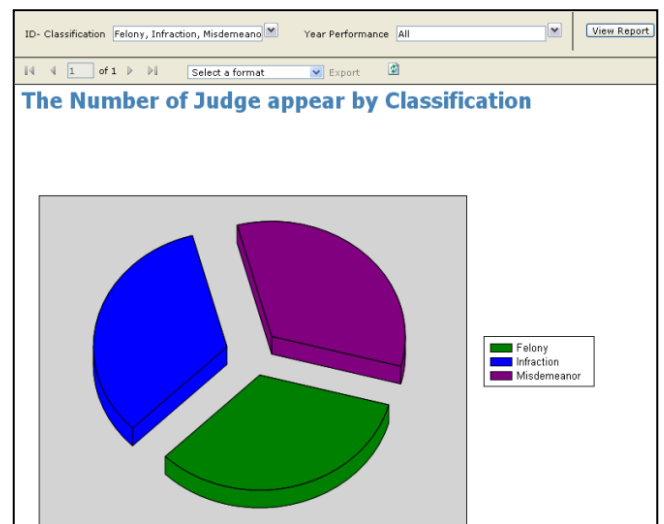 ID- Classification Felony, Infraction, Misdemeano Year Performance All View Report
1 of 1 Select a format Export
The Number of Judge appear by Classification
Felony
Infraction
Misdemeanor